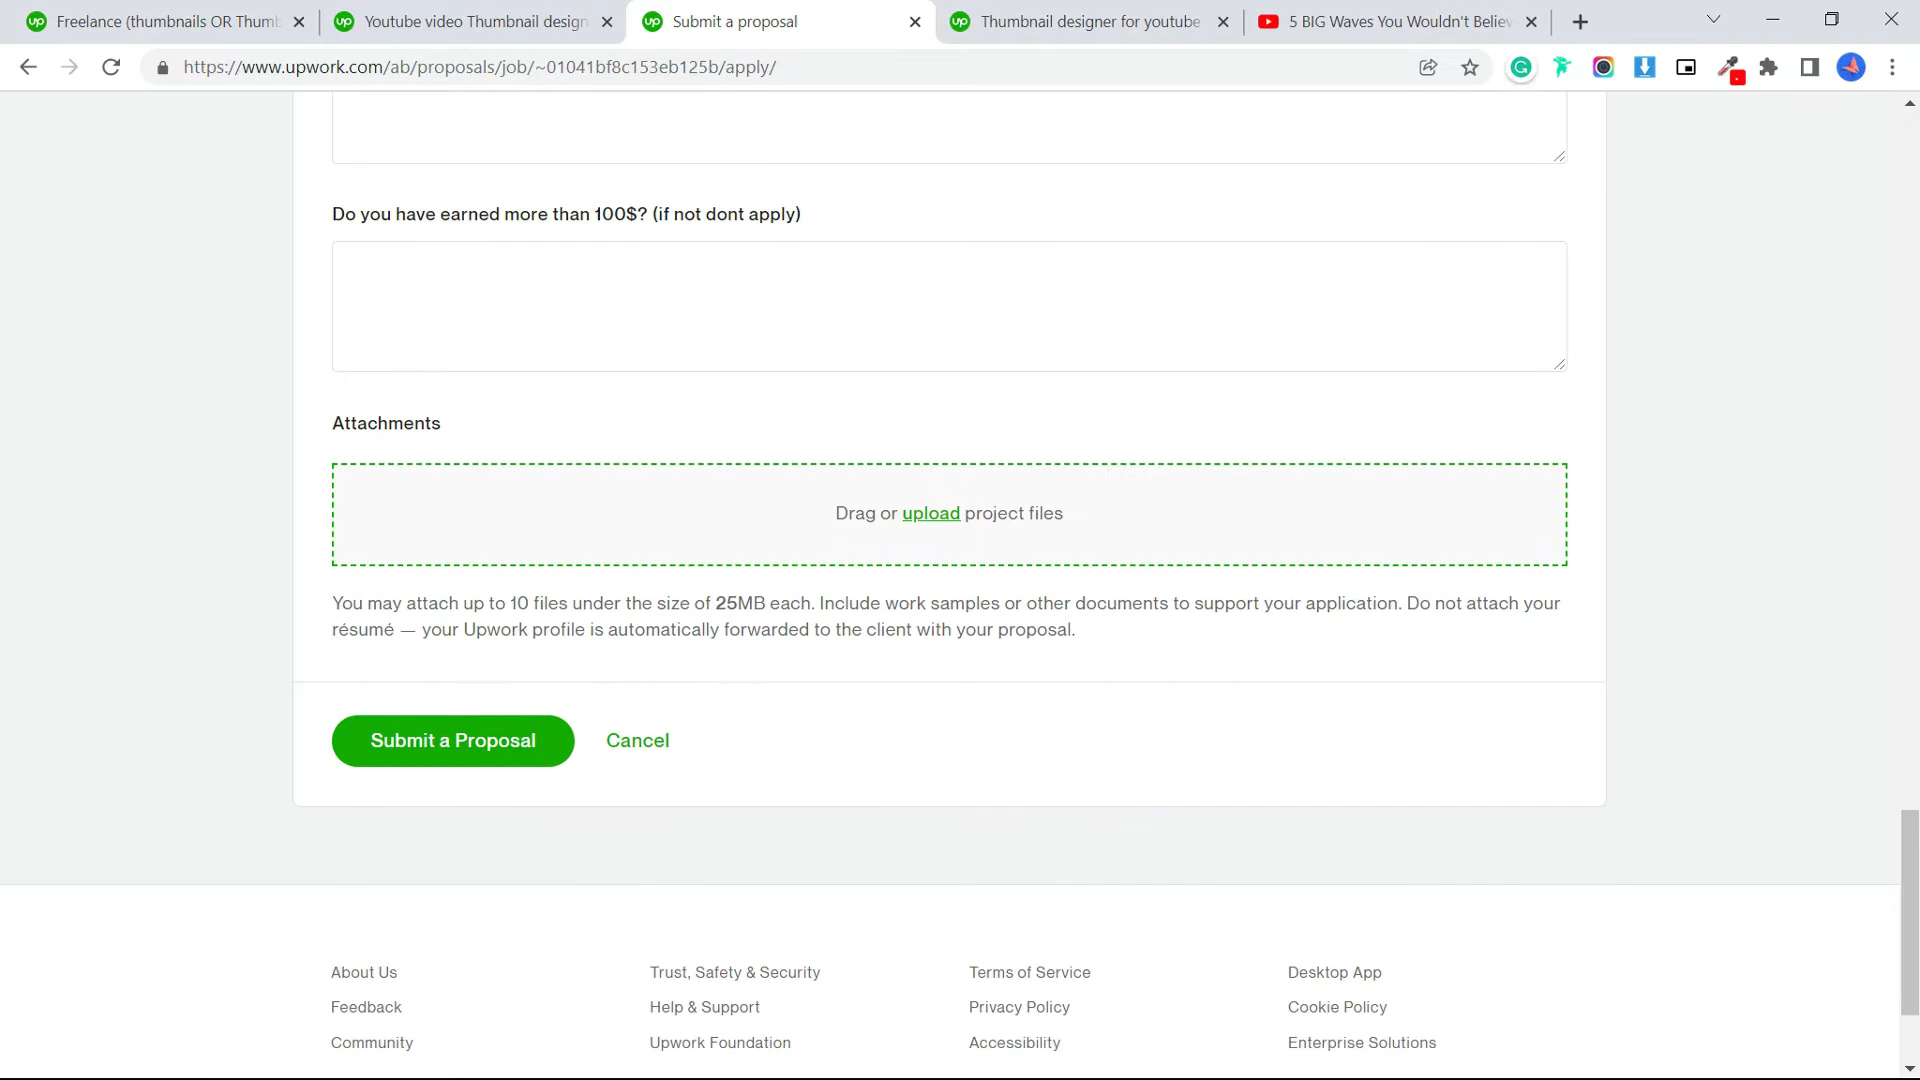 Freelance (thumbnails OR Thumb
Youtube video Thumbnail design
Submit a proposal
Thumbnail designer for youtube
5 BIG Waves You Wouldn't Believ
https://www.upwork.com/ab/proposals/job/~01041bf8c153eb125b/apply/
Do you have earned more than 100$? (if not dont apply)
Attachments
Drag or upload project files
You may attach up to 10 files under the size of 25MB each. Include work samples or other documents to support your application. Do not attach your
résumé — your Upwork profile is automatically forwarded to the client with your proposal.
Submit a Proposal
Cancel
About Us
Trust, Safety & Security
Terms of Service
Desktop App
Feedback
Help & Support
Privacy Policy
Cookie Policy
Community
Upwork Foundation
Accessibility
Enterprise Solutions